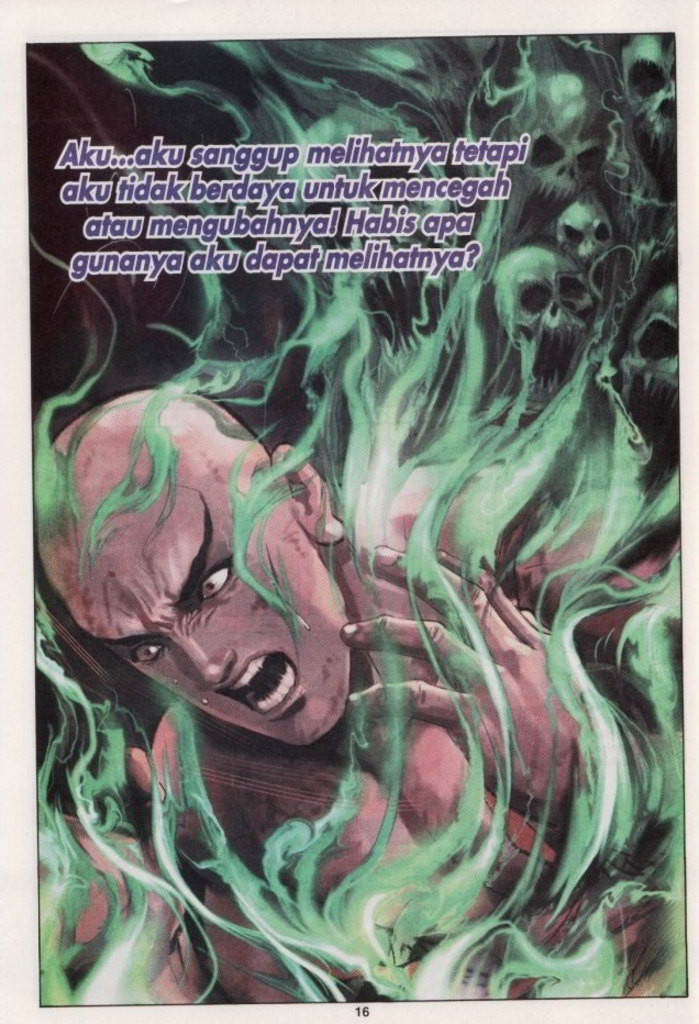 Aku...aku sanggup melihatnya tetapi
aku tidak berdaya untuk mencegah
atau mengubahnya! Habis apa
gunanya aku dapat melihatnya?
16